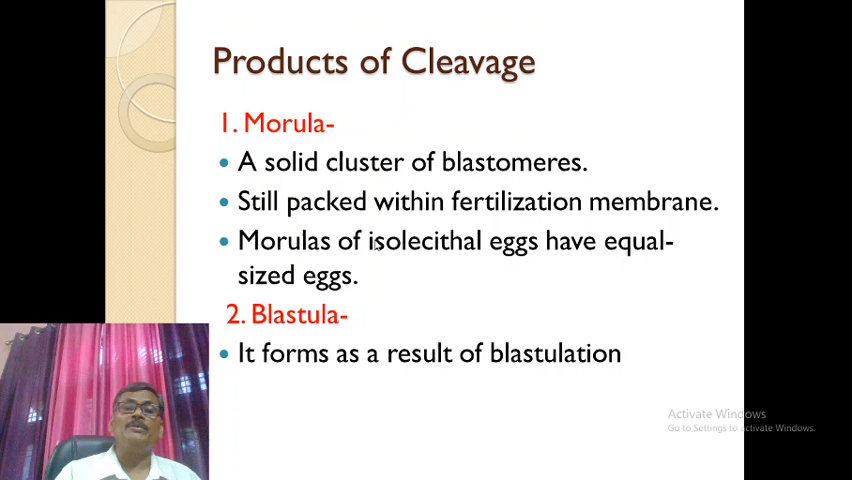 Products of Cleavage
1. Morula-
• A solid cluster of blastomeres.
• Still packed within fertilization membrane.
• Morulas of isolecithal eggs have equal-
sized eggs.
2. Blastula-
• It forms as a result of blastulation
Activate Windows
Go to Settings to activate Windows.